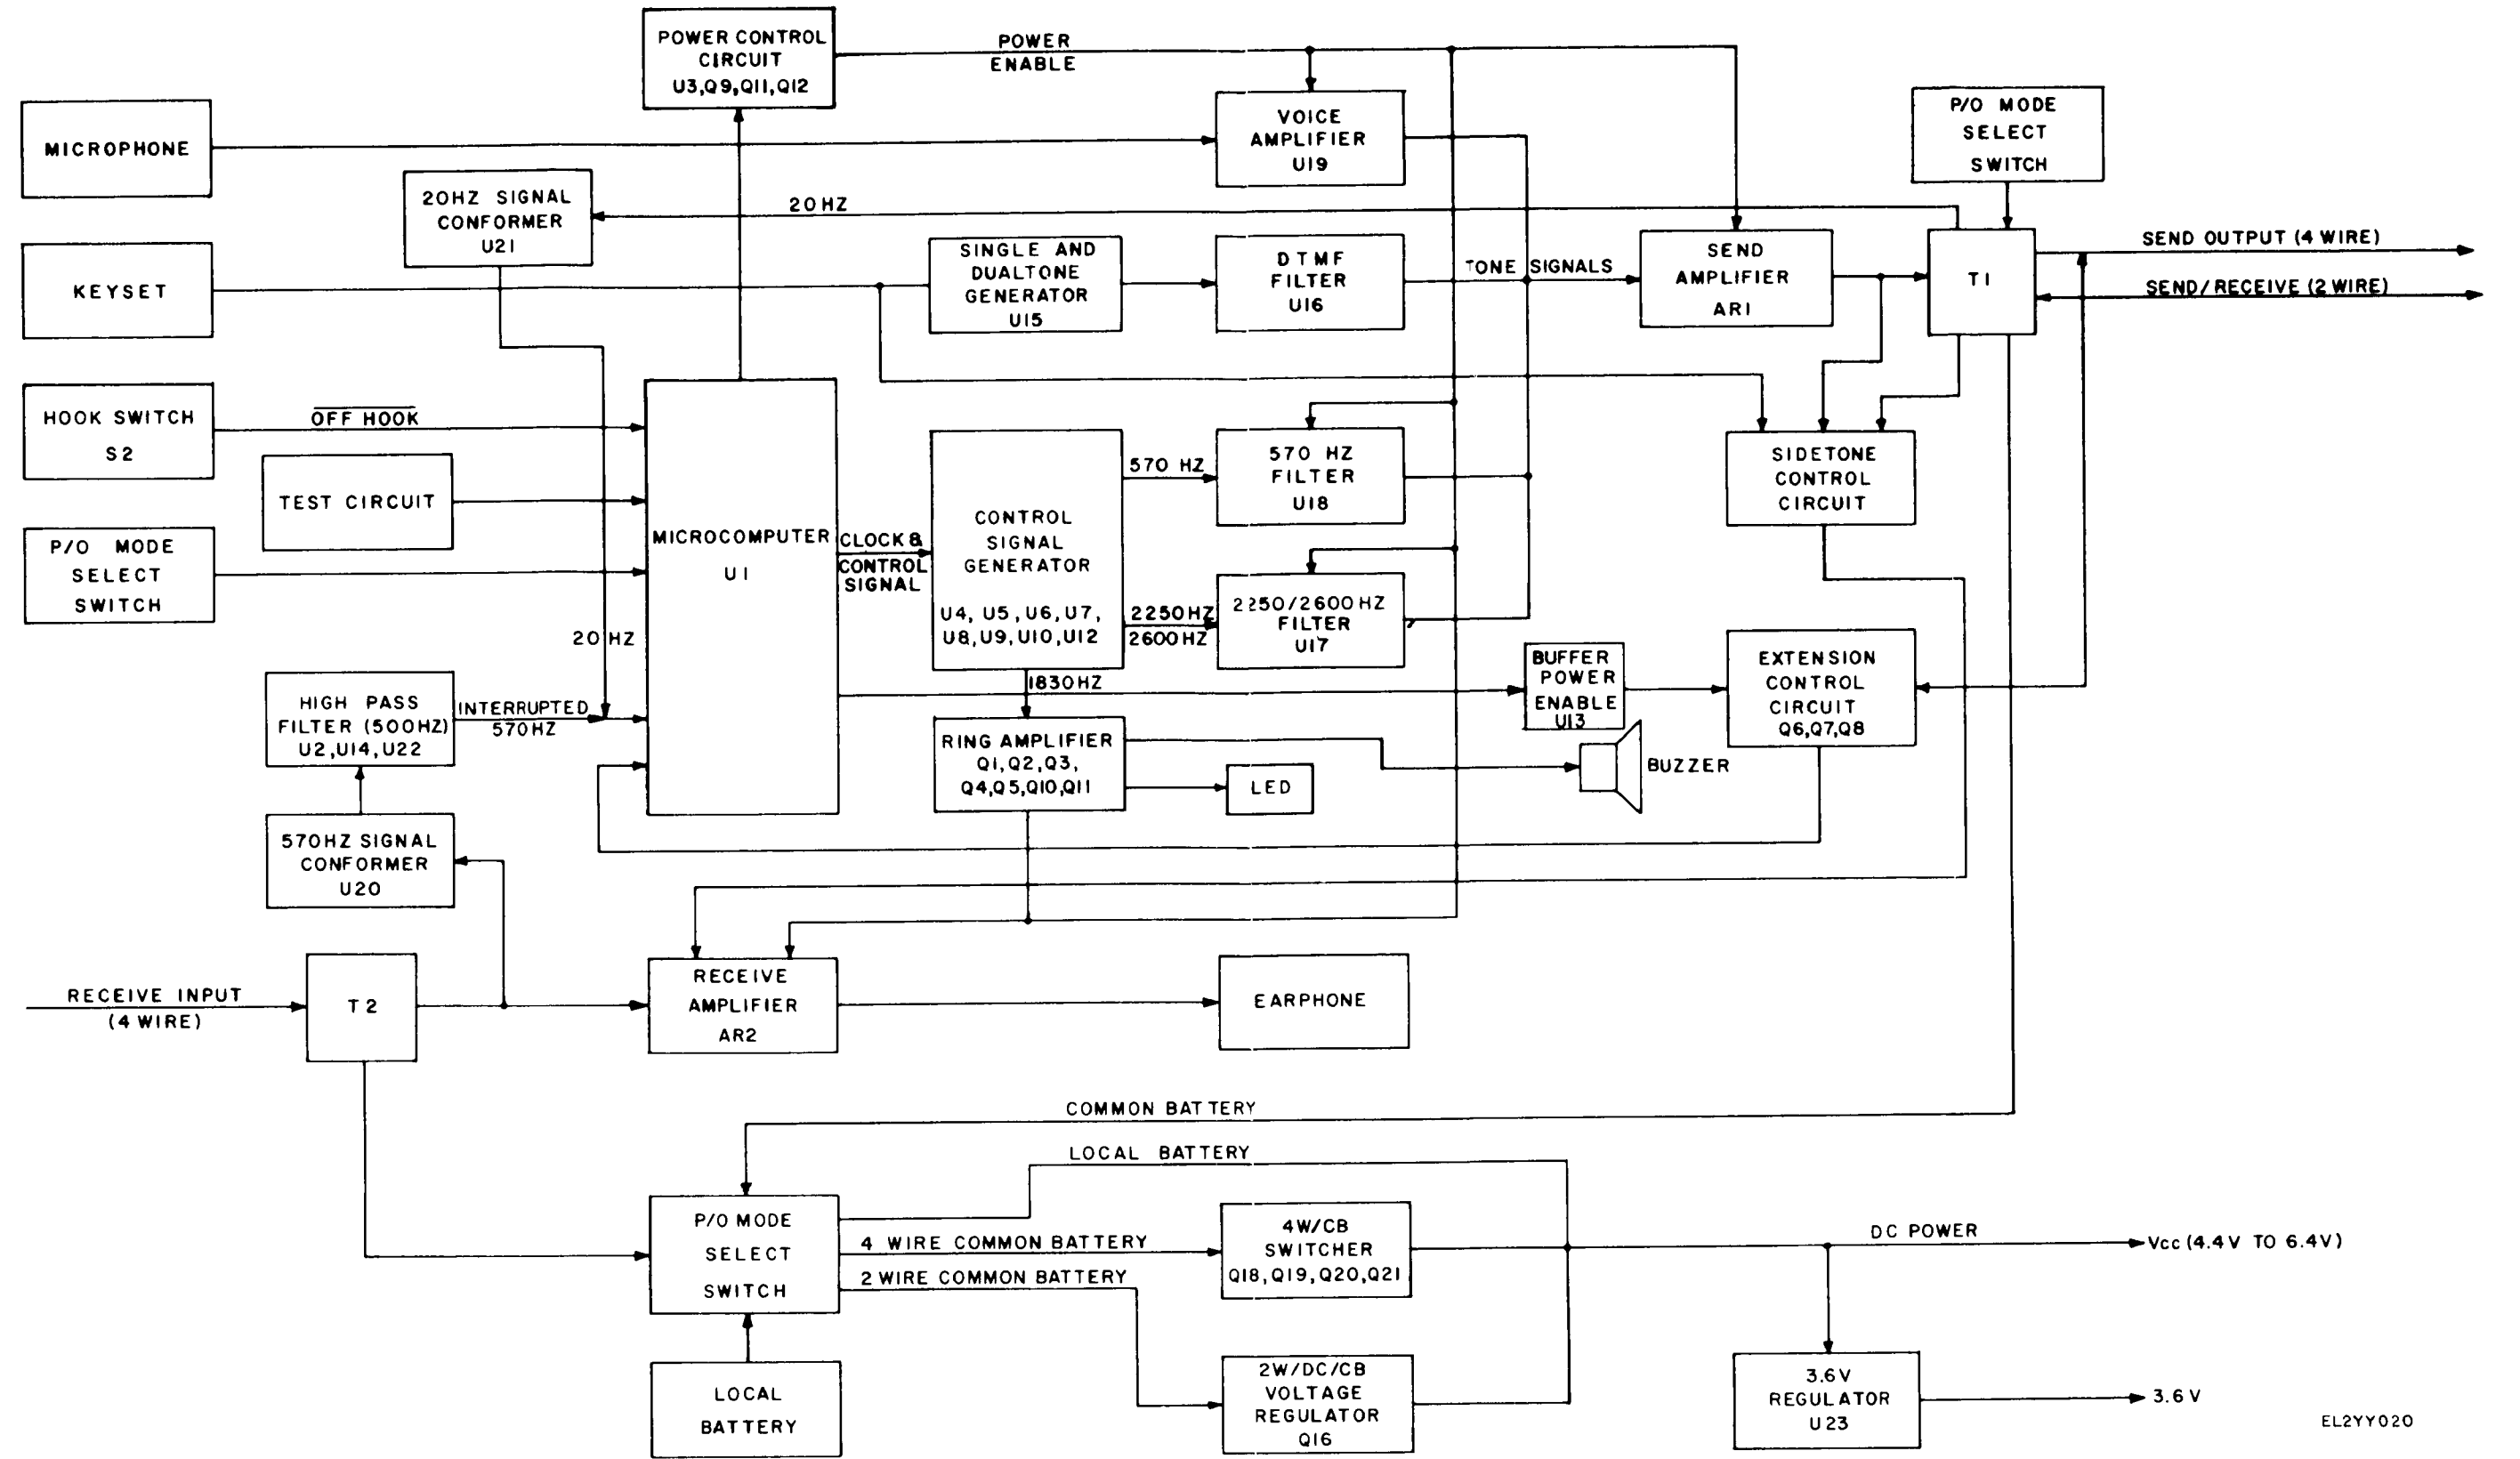 POWER CONTROL
CIRCUIT
U3,Q9,Q11,Q12
POWER
ENABLE
MICROPHONE
VOICE
AMPLIFIER
U19
P/O MODE
SELECT
SWITCH
20HZ SIGNAL
CONFORMER
U21
20HZ
KEYSET
SINGLE AND
DUALTONE
GENERATOR
U15
DTMF
FILTER
U16
TONE SIGNALS
SEND
AMPLIFIER
AR1
T1
SEND OUTPUT (4 WIRE)
SEND/RECEIVE (2 WIRE)
HOOK SWITCH
S2
OFF HOOK
TEST CIRCUIT
P/O MODE
SELECT
SWITCH
MICROCOMPUTER
U1
CLOCK &
CONTROL
SIGNAL
CONTROL
SIGNAL
GENERATOR
U4, U5, U6, U7,
U8, U9, U10, U12
570 HZ
570 HZ
FILTER
U18
2250HZ
2600HZ
2250/2600HZ
FILTER
U17
SIDETONE
CONTROL
CIRCUIT
20 HZ
HIGH PASS
FILTER (500HZ)
U2,U14,U22
INTERRUPTED
570HZ
1830HZ
RING AMPLIFIER
Q1,Q2,Q3,
Q4,Q5,Q10,Q11
LED
BUFFER
POWER
ENABLE
U13
EXTENSION
CONTROL
CIRCUIT
Q6,Q7,Q8
BUZZER
570HZ SIGNAL
CONFORMER
U20
RECEIVE INPUT
(4 WIRE)
T2
RECEIVE
AMPLIFIER
AR2
EARPHONE
COMMON BATTERY
LOCAL BATTERY
P/O MODE
SELECT
SWITCH
4 WIRE COMMON BATTERY
2 WIRE COMMON BATTERY
4W/CB
SWITCHER
Q18, Q19, Q20, Q21
DC POWER
Vcc (4.4V TO 6.4V)
LOCAL
BATTERY
2W/DC/CB
VOLTAGE
REGULATOR
Q16
3.6V
REGULATOR
U23
3.6 V
EL2YY020